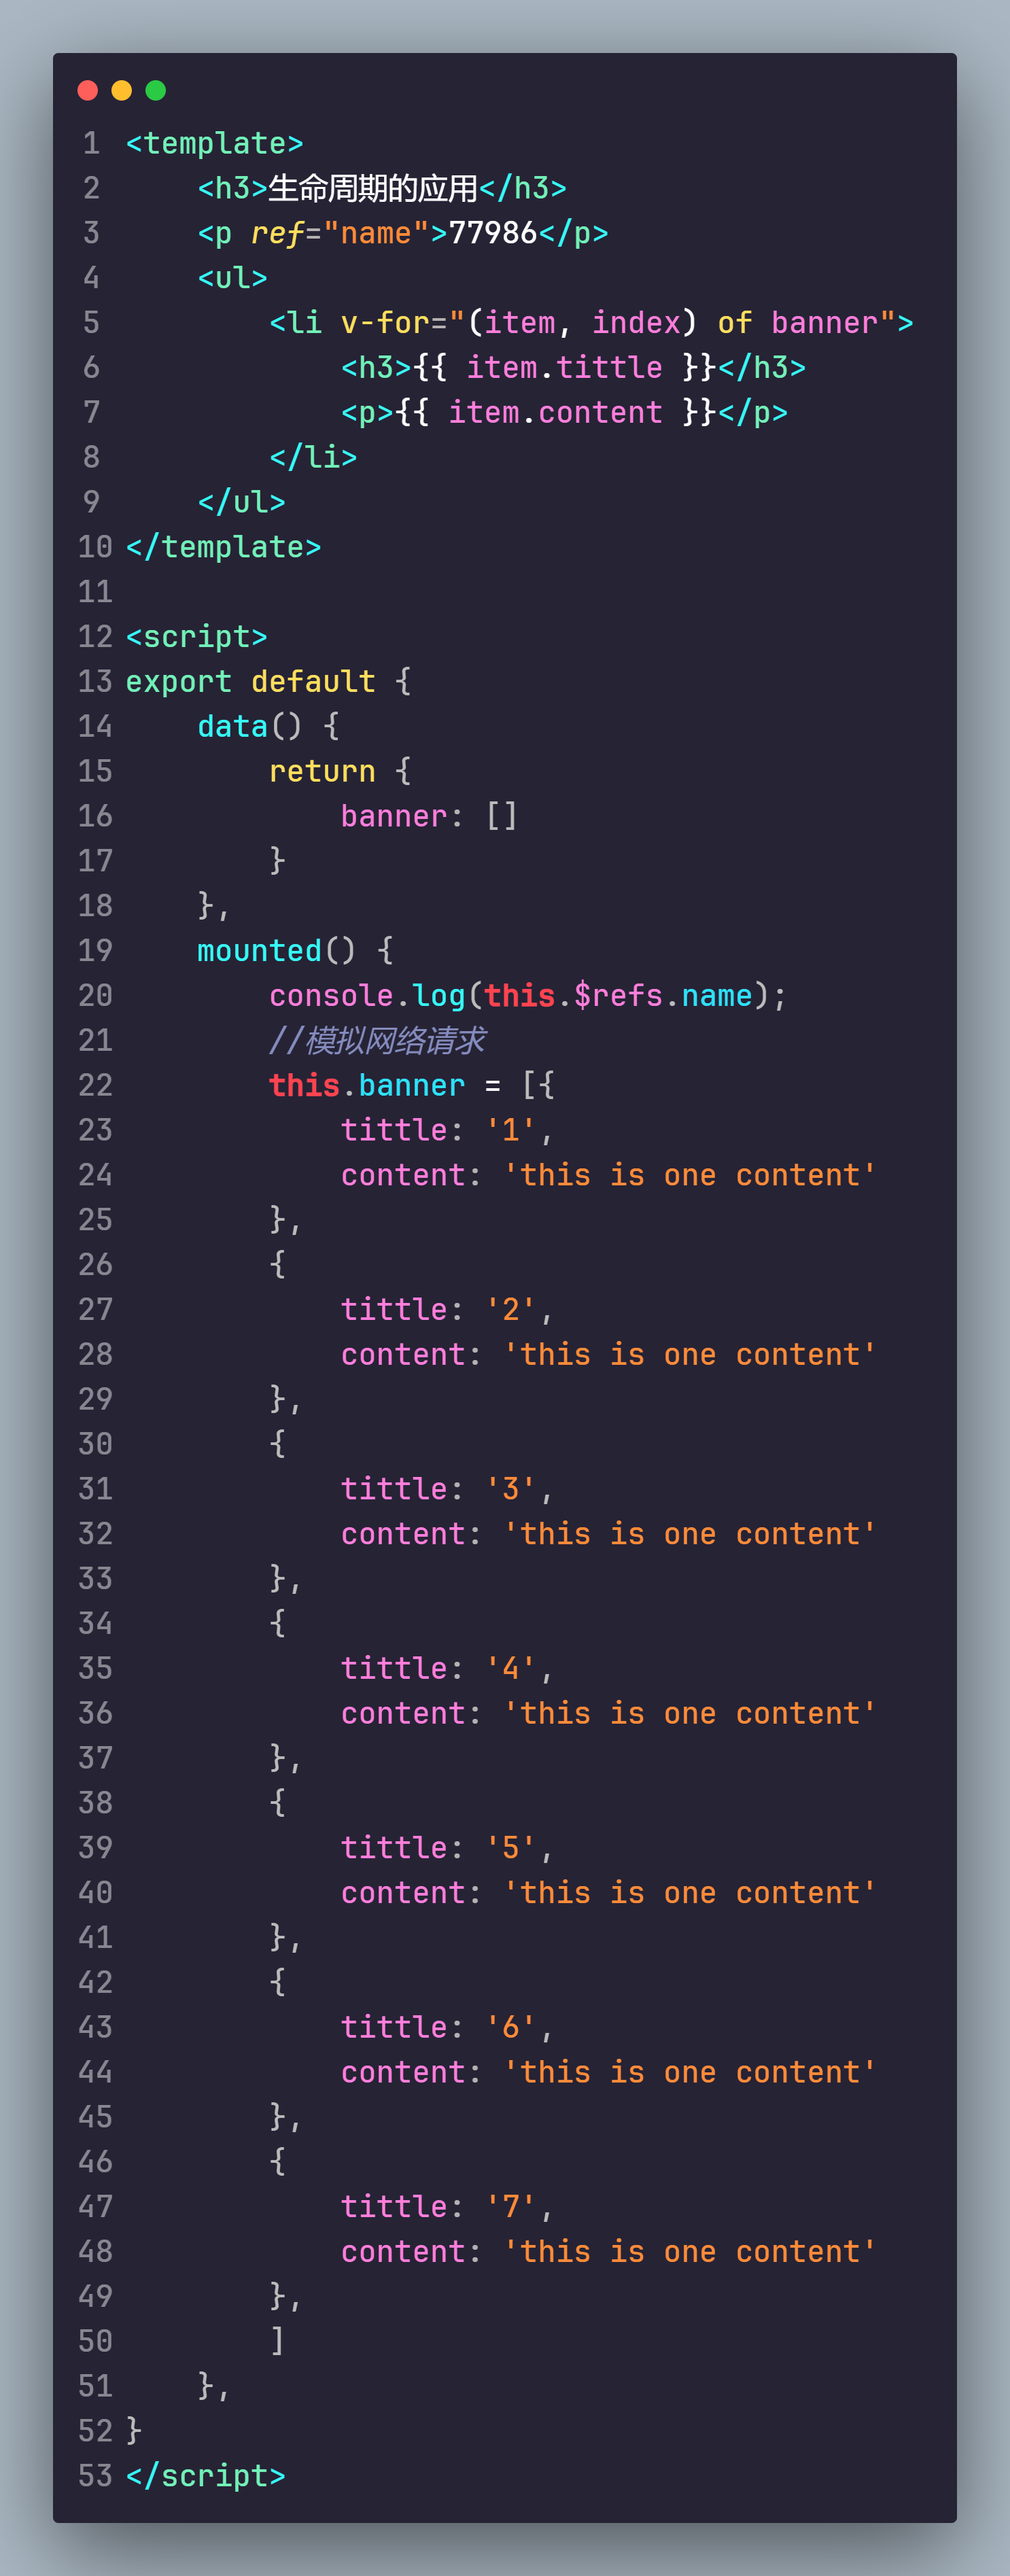 1 <template>
2     <h3>生命周期的应用</h3>
3     <p ref="name">77986</p>
4     <ul>
5         <li v-for="(item, index) of banner">
6             <h3>{{ item.tittle }}</h3>
7             <p>{{ item.content }}</p>
8         </li>
9     </ul>
10 </template>
11
12 <script>
13 export default {
14     data() {
15         return {
16             banner: []
17         }
18     },
19     mounted() {
20         console.log(this.$refs.name);
21         //模拟网络请求
22         this.banner = [{
23             tittle: '1',
24             content: 'this is one content'
25         },
26         {
27             tittle: '2',
28             content: 'this is one content'
29         },
30         {
31             tittle: '3',
32             content: 'this is one content'
33         },
34         {
35             tittle: '4',
36             content: 'this is one content'
37         },
38         {
39             tittle: '5',
40             content: 'this is one content'
41         },
42         {
43             tittle: '6',
44             content: 'this is one content'
45         },
46         {
47             tittle: '7',
48             content: 'this is one content'
49         },
50         ]
51     },
52 }
53 </script>